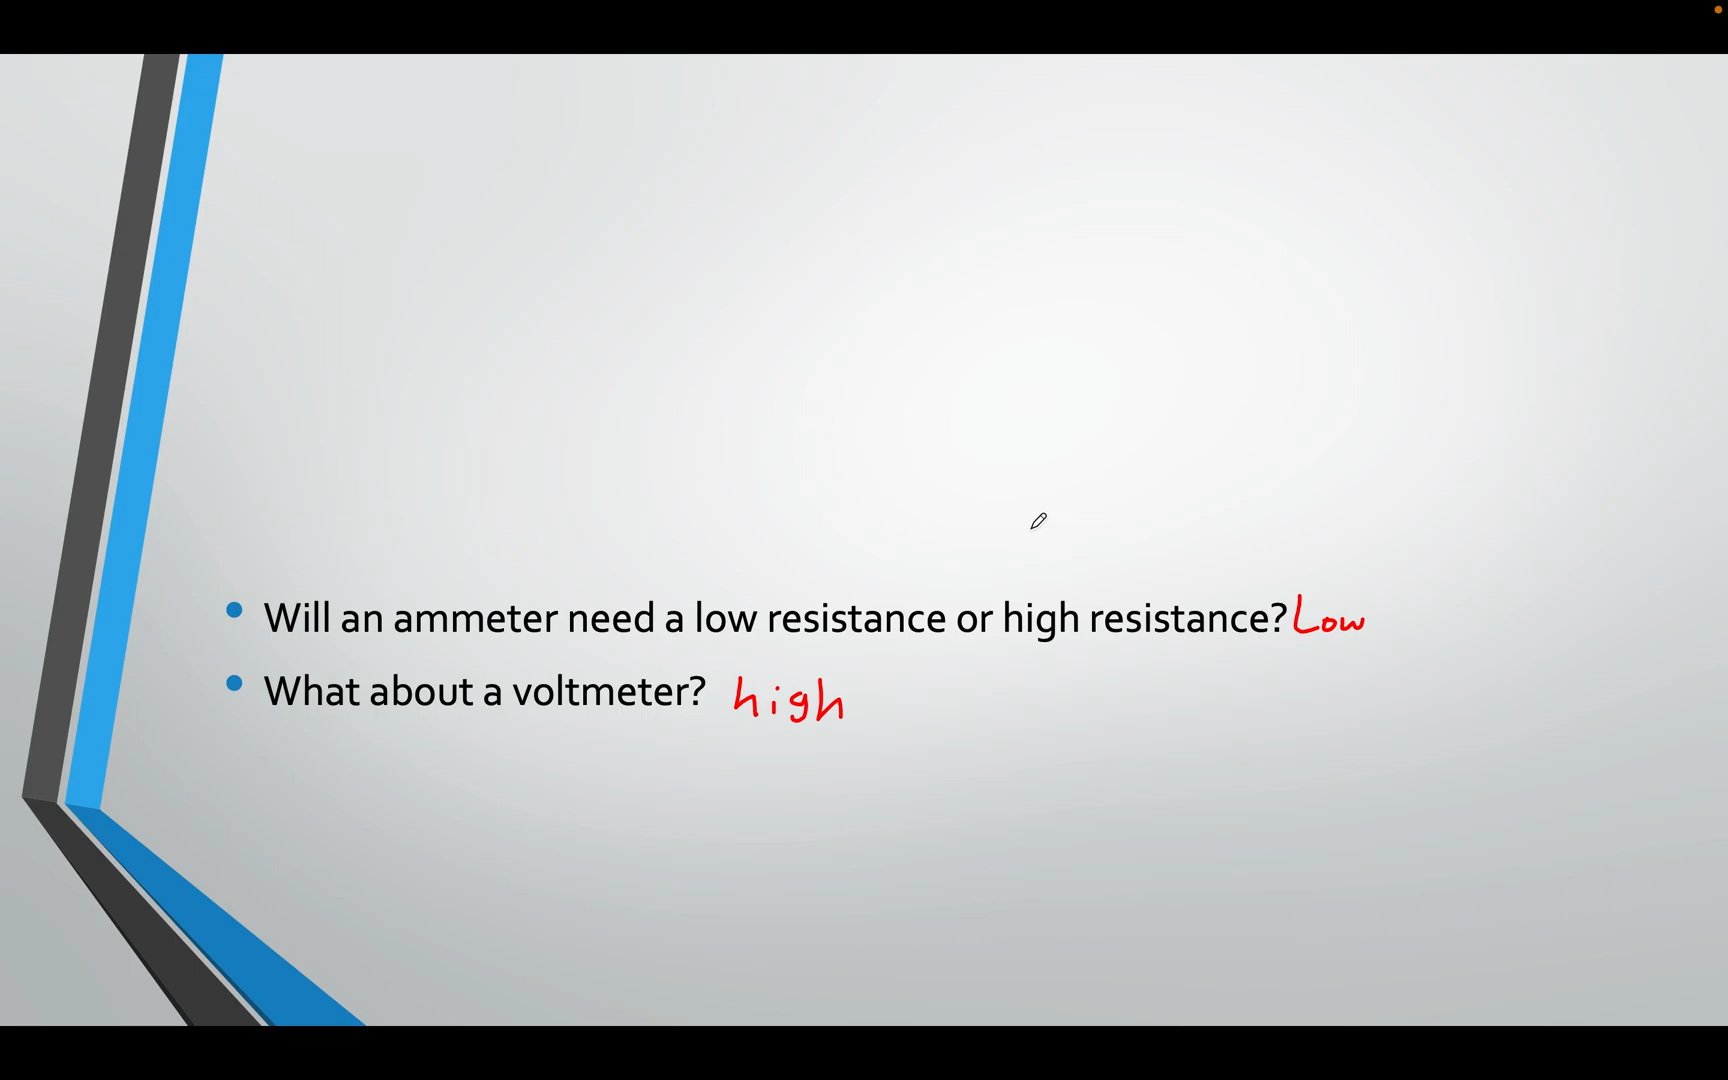 • Will an ammeter need a low resistance or high resistance? Low
• What about a voltmeter? high